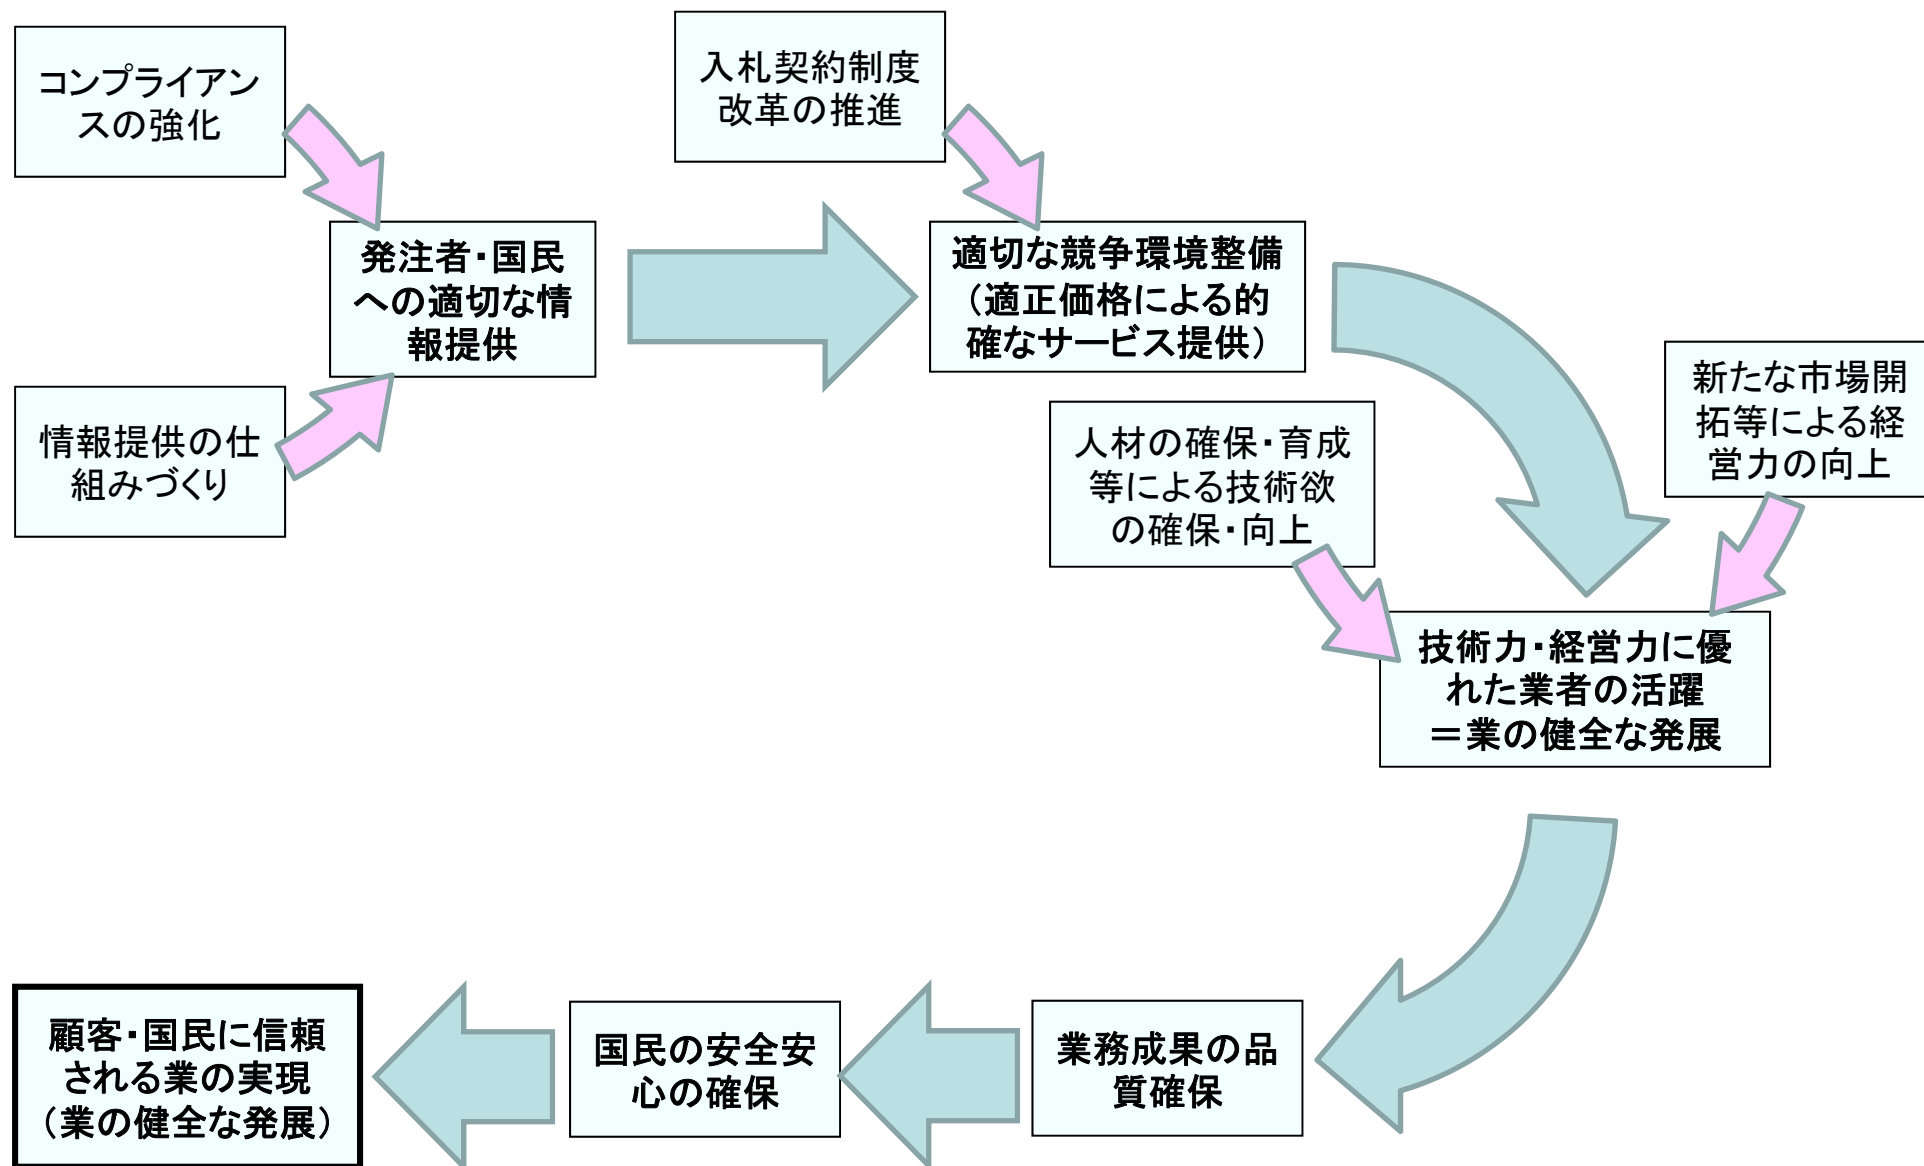 コンプライアン
スの強化
入札契約制度
改革の推進
発注者・国民
への適切な情
報提供
適切な競争環境整備
（適正価格による的
確なサービス提供）
情報提供の仕
組みづくり
人材の確保・育成
等による技術欲
の確保・向上
新たな市場開
拓等による経
営力の向上
技術力・経営力に優
れた業者の活躍
＝業の健全な発展
業務成果の品
質確保
国民の安全安
心の確保
顧客・国民に信頼
される業の実現
（業の健全な発展）